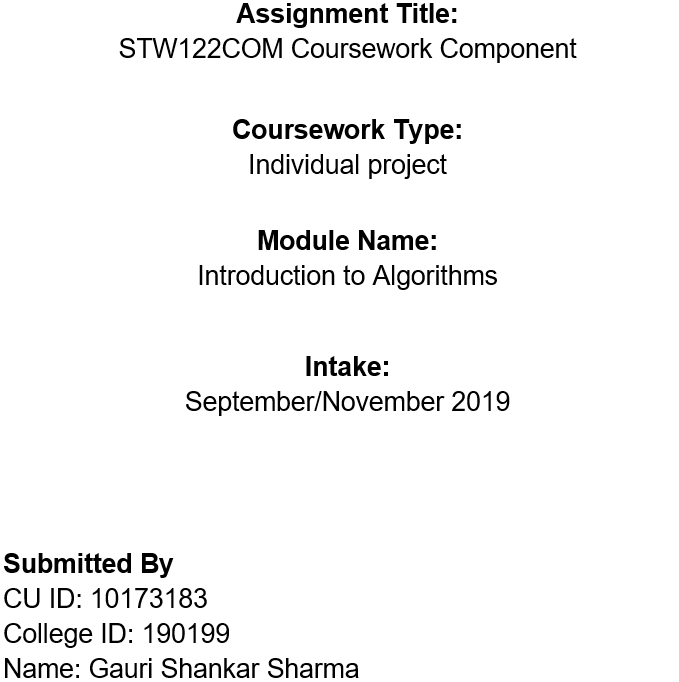 Assignment Title:
STW122COM Coursework Component
Coursework Type:
Individual project
Module Name:
Introduction to Algorithms
Intake:
September/November 2019
Submitted By
CU ID: 10173183
College ID: 190199
Name: Gauri Shankar Sharma